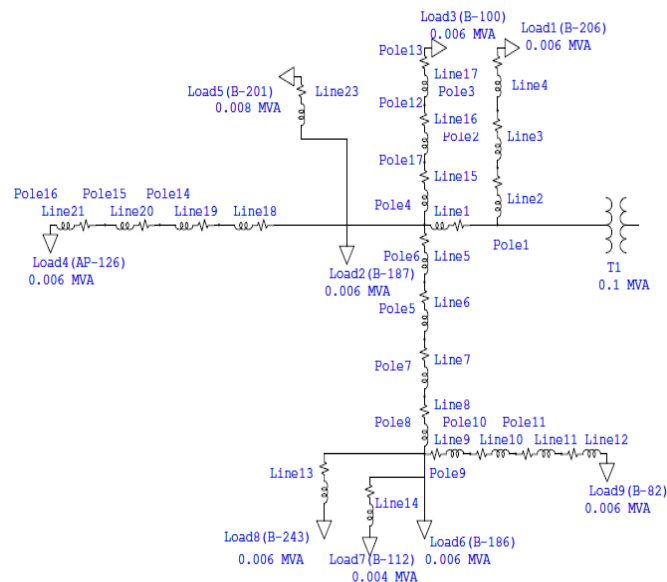 Load3(B-100)
0.006 MVA
Load1(B-206)
0.006 MVA
Pole13
Line17
Pole3
Line4
Load5(B-201)
0.008 MVA
Line23
Pole12
Line16
Pole2
Line3
Pole17
Line15
Pole16
Pole15
Pole14
Pole4
Line2
Line21
Line20
Line19
Line18
Line1
Load4(AP-126)
0.006 MVA
Load2(B-187)
0.006 MVA
Pole6
Line5
Pole1
T1
0.1 MVA
Pole5
Line6
Pole7
Line7
Line8
Pole8
Pole10
Pole11
Line9
Line10
Line11
Line12
Line13
Pole9
Line14
Load9(B-82)
0.006 MVA
Load8(B-243)
0.006 MVA
Load7(B-112)
0.004 MVA
Load6(B-186)
0.006 MVA